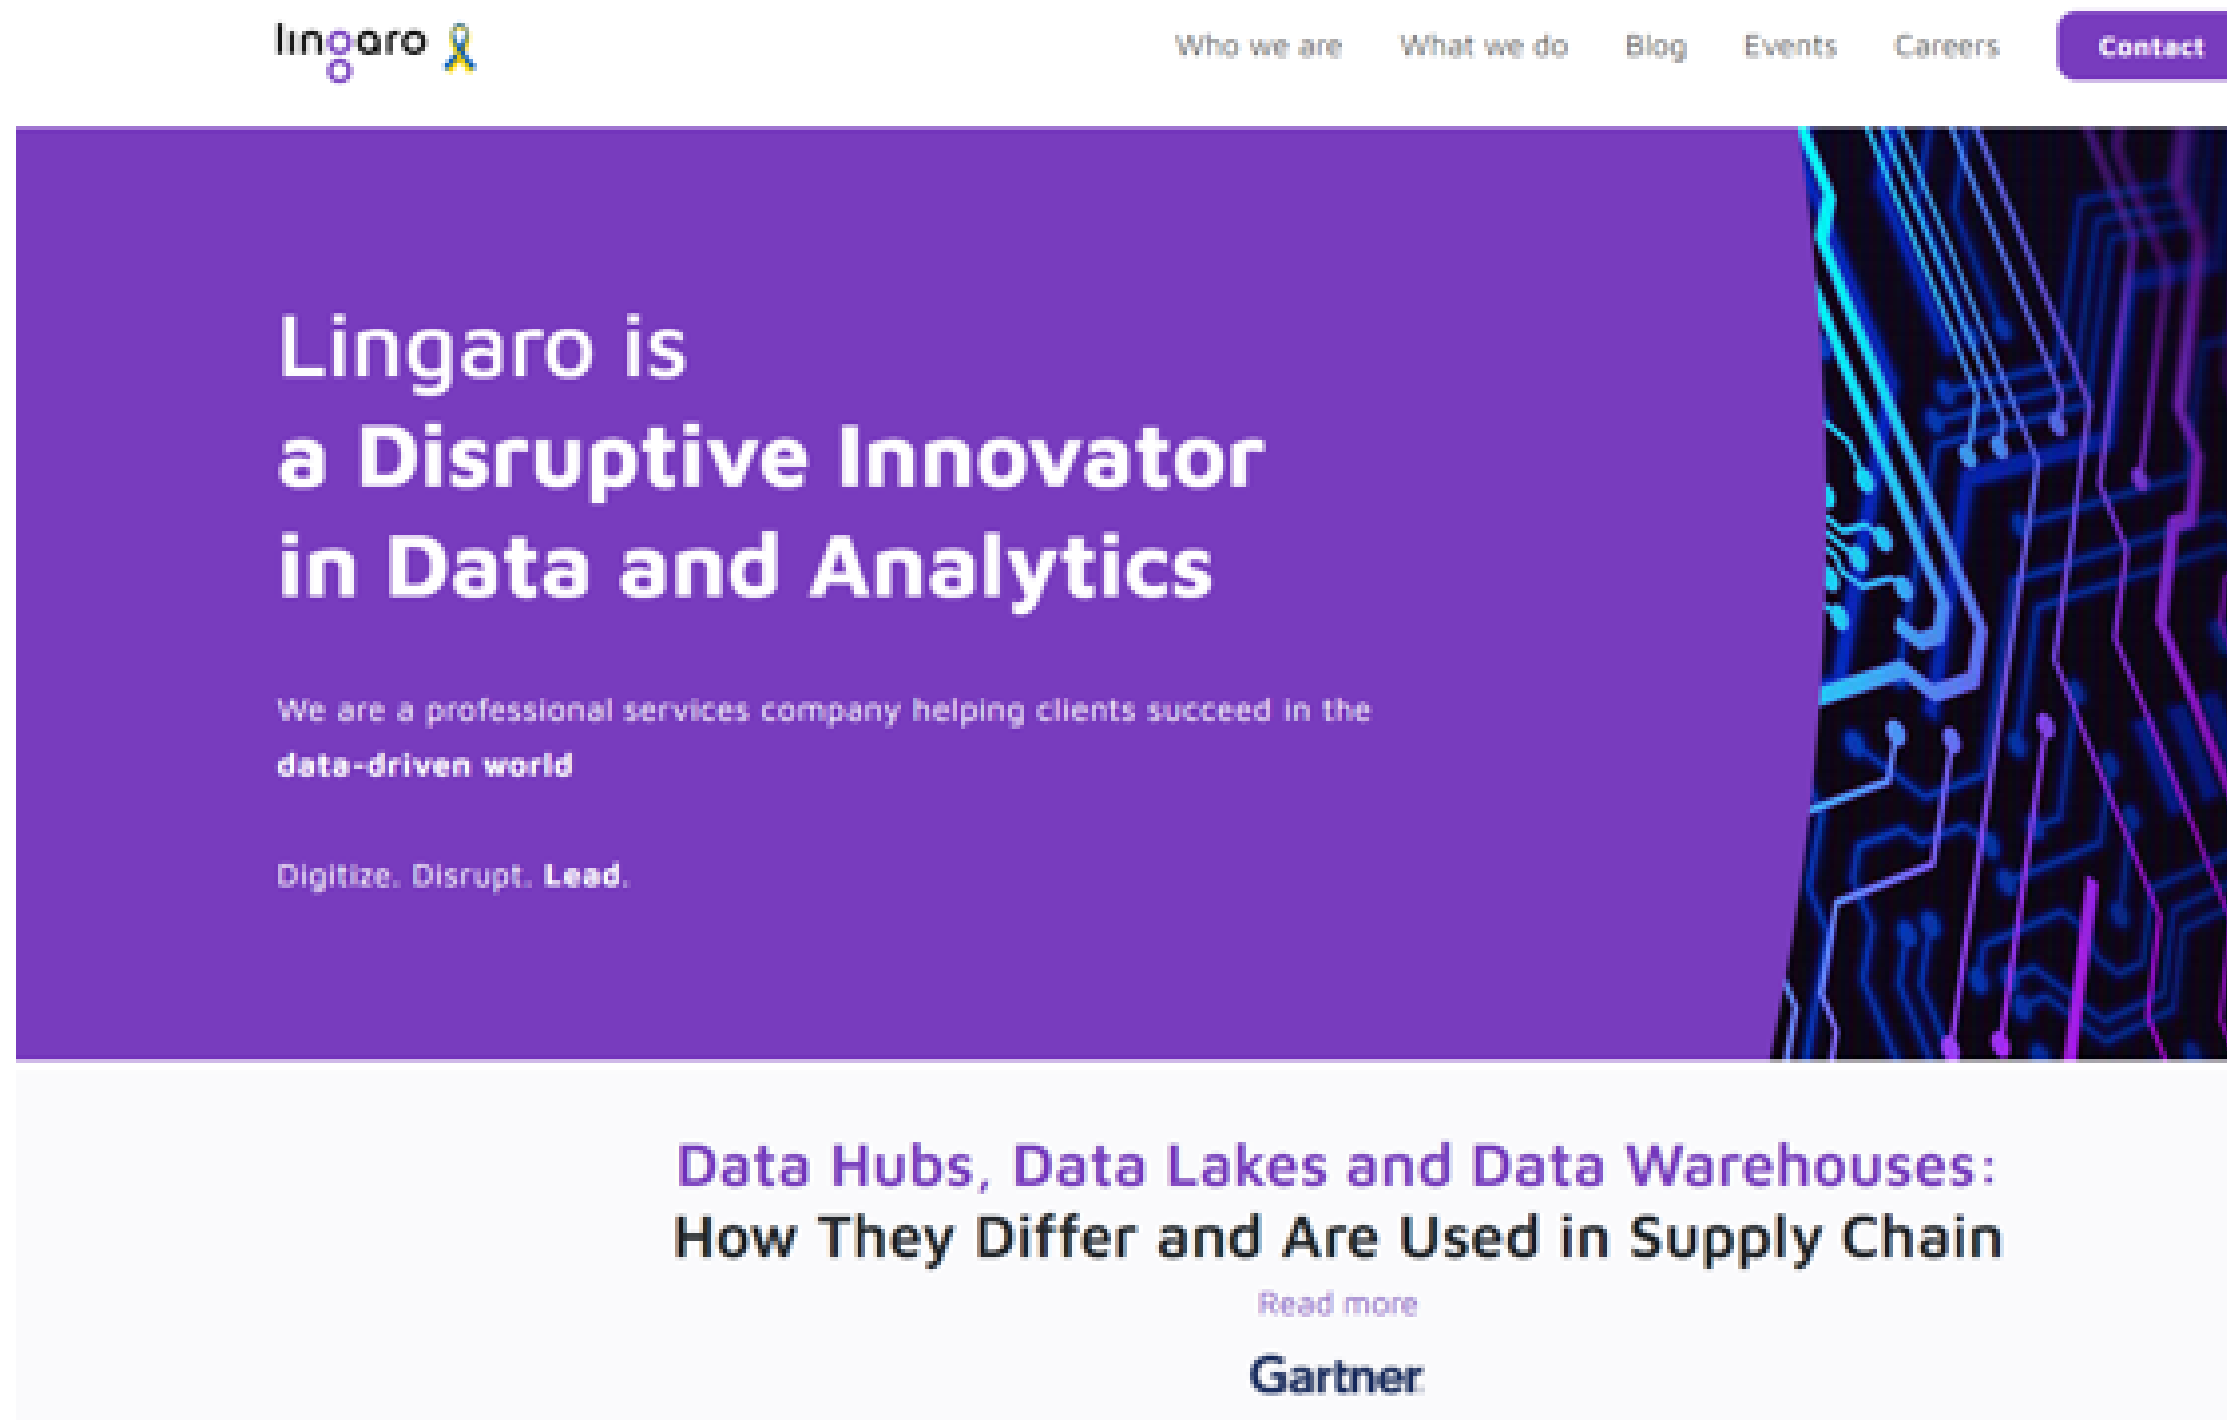 lingaro
Who we are
What we do
Blog
Events
Careers
Contact
Lingaro is
a Disruptive Innovator
in Data and Analytics
We are a professional services company helping clients succeed in the
data-driven world
Digitize. Disrupt. Lead.
Data Hubs, Data Lakes and Data Warehouses:
How They Differ and Are Used in Supply Chain
Read more
Gartner